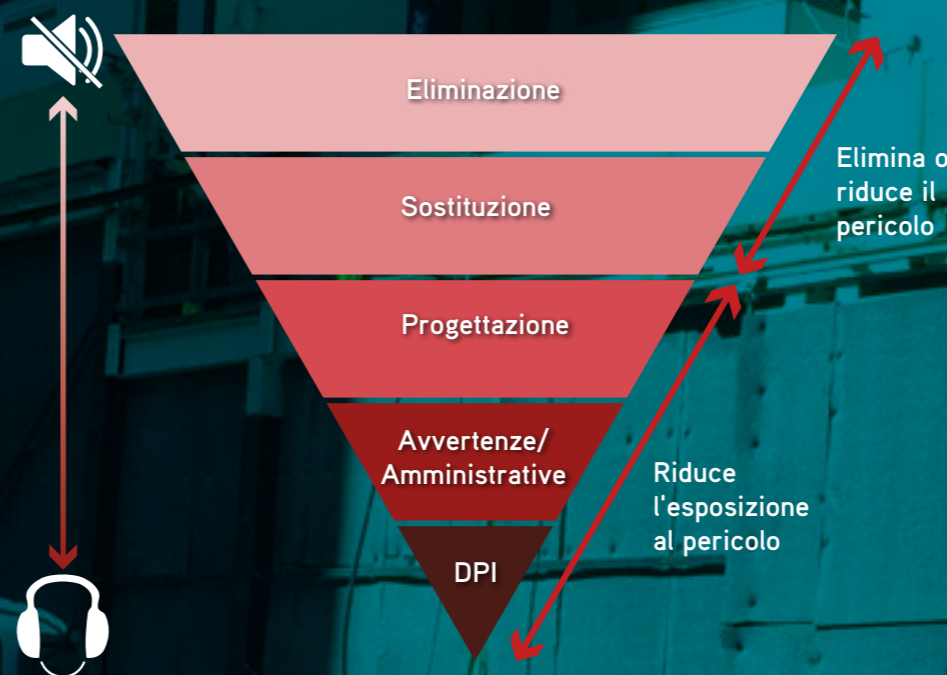 Eliminazione
Elimina o
riduce il
pericolo
Sostituzione
Progettazione
Avvertenze/
Amministrative
Riduce
l'esposizione
al pericolo
DPI